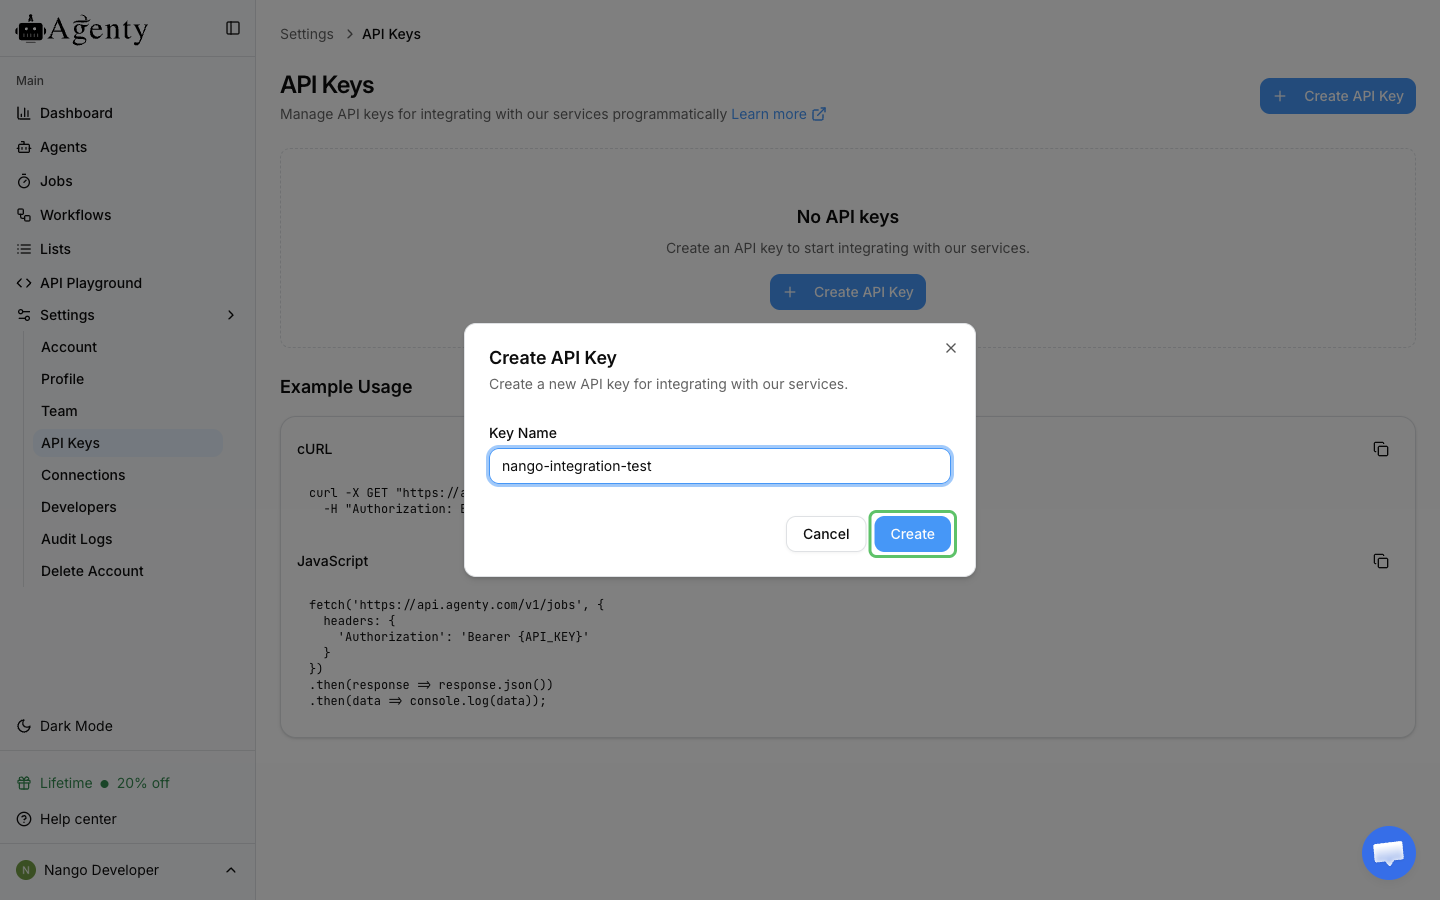 Agenty
Main
Dashboard
Agents
Jobs
Workflows
Lists
API Playground
Settings
Account
Profile
Team
API Keys
Connections
Developers
Audit Logs
Delete Account
Dark Mode
Lifetime ● 20% off
Help center
N Nango Developer
Settings > API Keys
API Keys
Manage API keys for integrating with our services programmatically Learn more
+ Create API Key
No API keys
Create an API key to start integrating with our services.
+ Create API Key
Create API Key
Create a new API key for integrating with our services.
Key Name
nango-integration-test
Cancel Create
Example Usage
cURL
curl -X GET "https://a
-H "Authorization:
JavaScript
fetch('https://api.agenty.com/v1/jobs', {
headers: {
'Authorization': 'Bearer {API_KEY}'
}
})
.then(response => response.json())
.then(data => console.log(data));